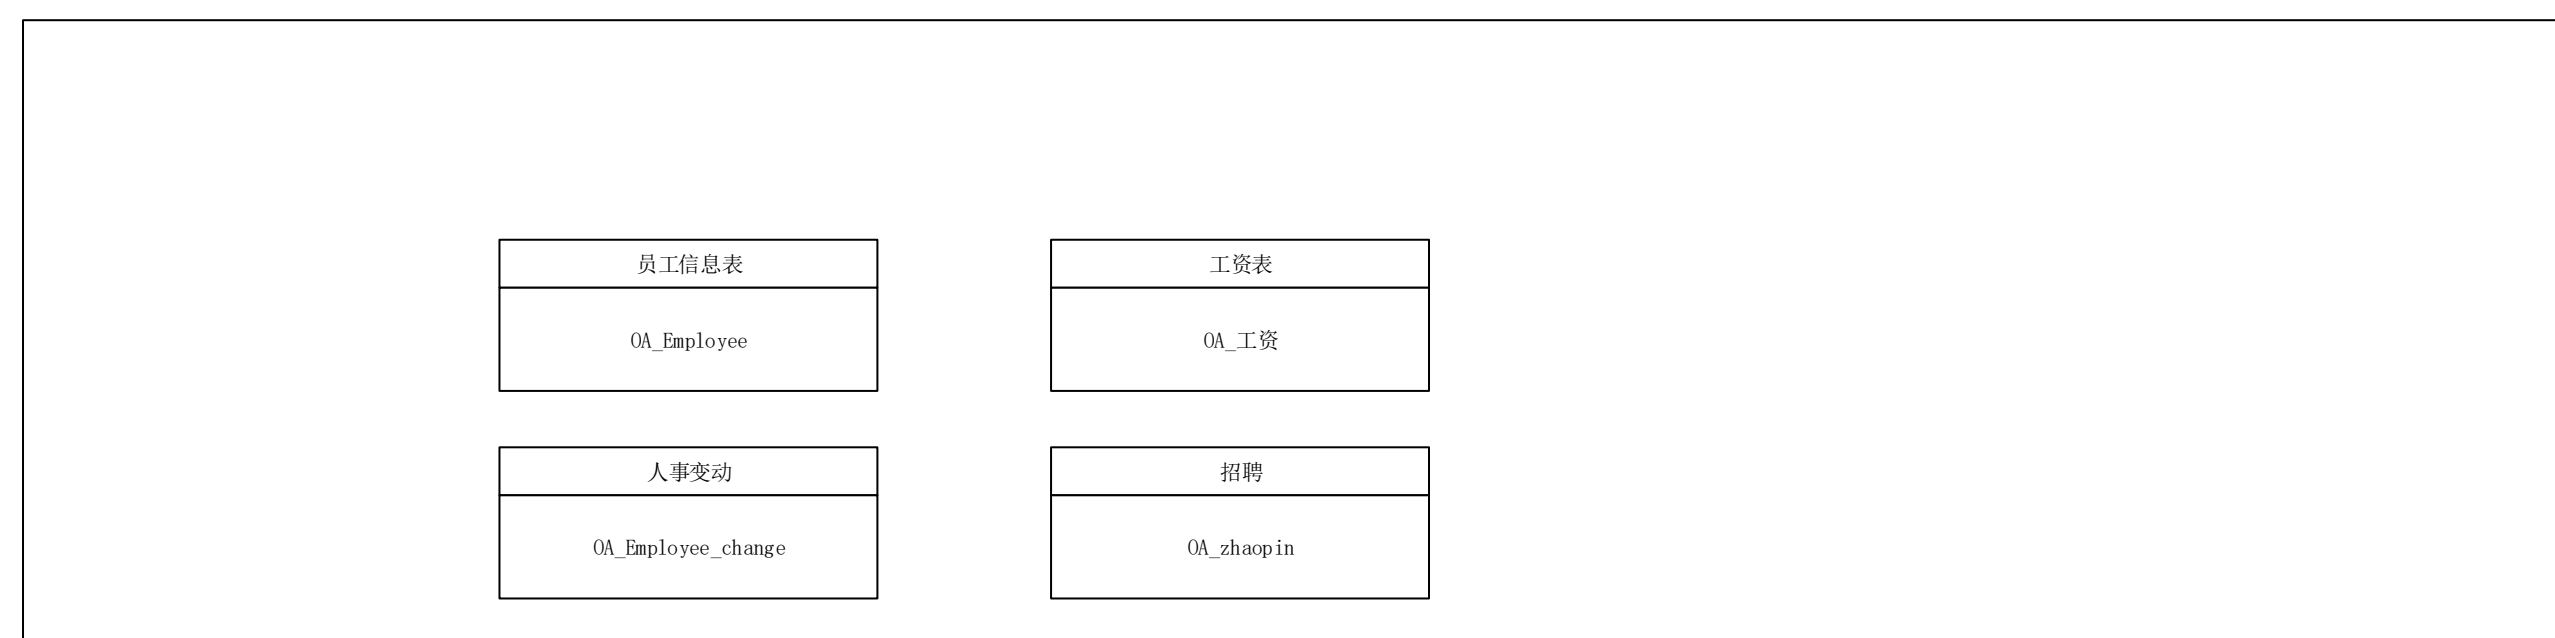 员工信息表
OA_Employee
工资表
OA_工资
人事变动
OA_Employee_change
招聘
OA_zhaopin